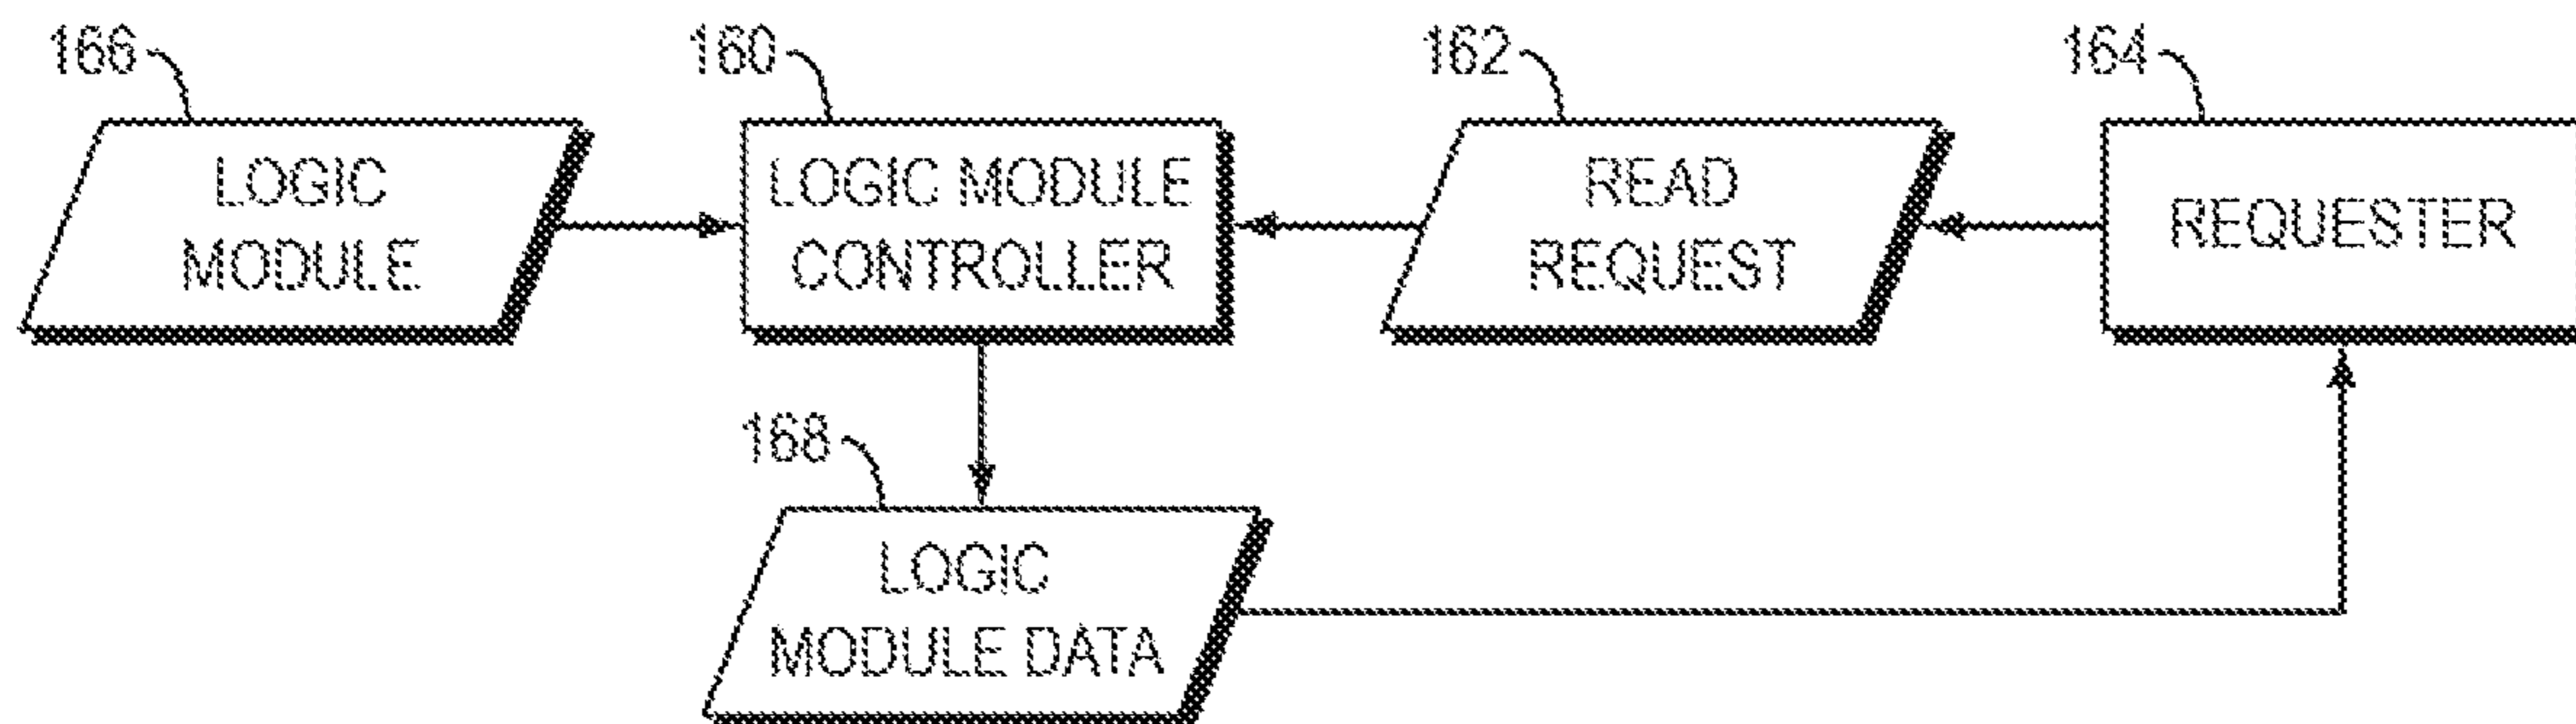 166
160
162
164
LOGIC
MODULE
LOGIC MODULE
CONTROLLER
READ
REQUEST
REQUESTER
168
LOGIC
MODULE DATA